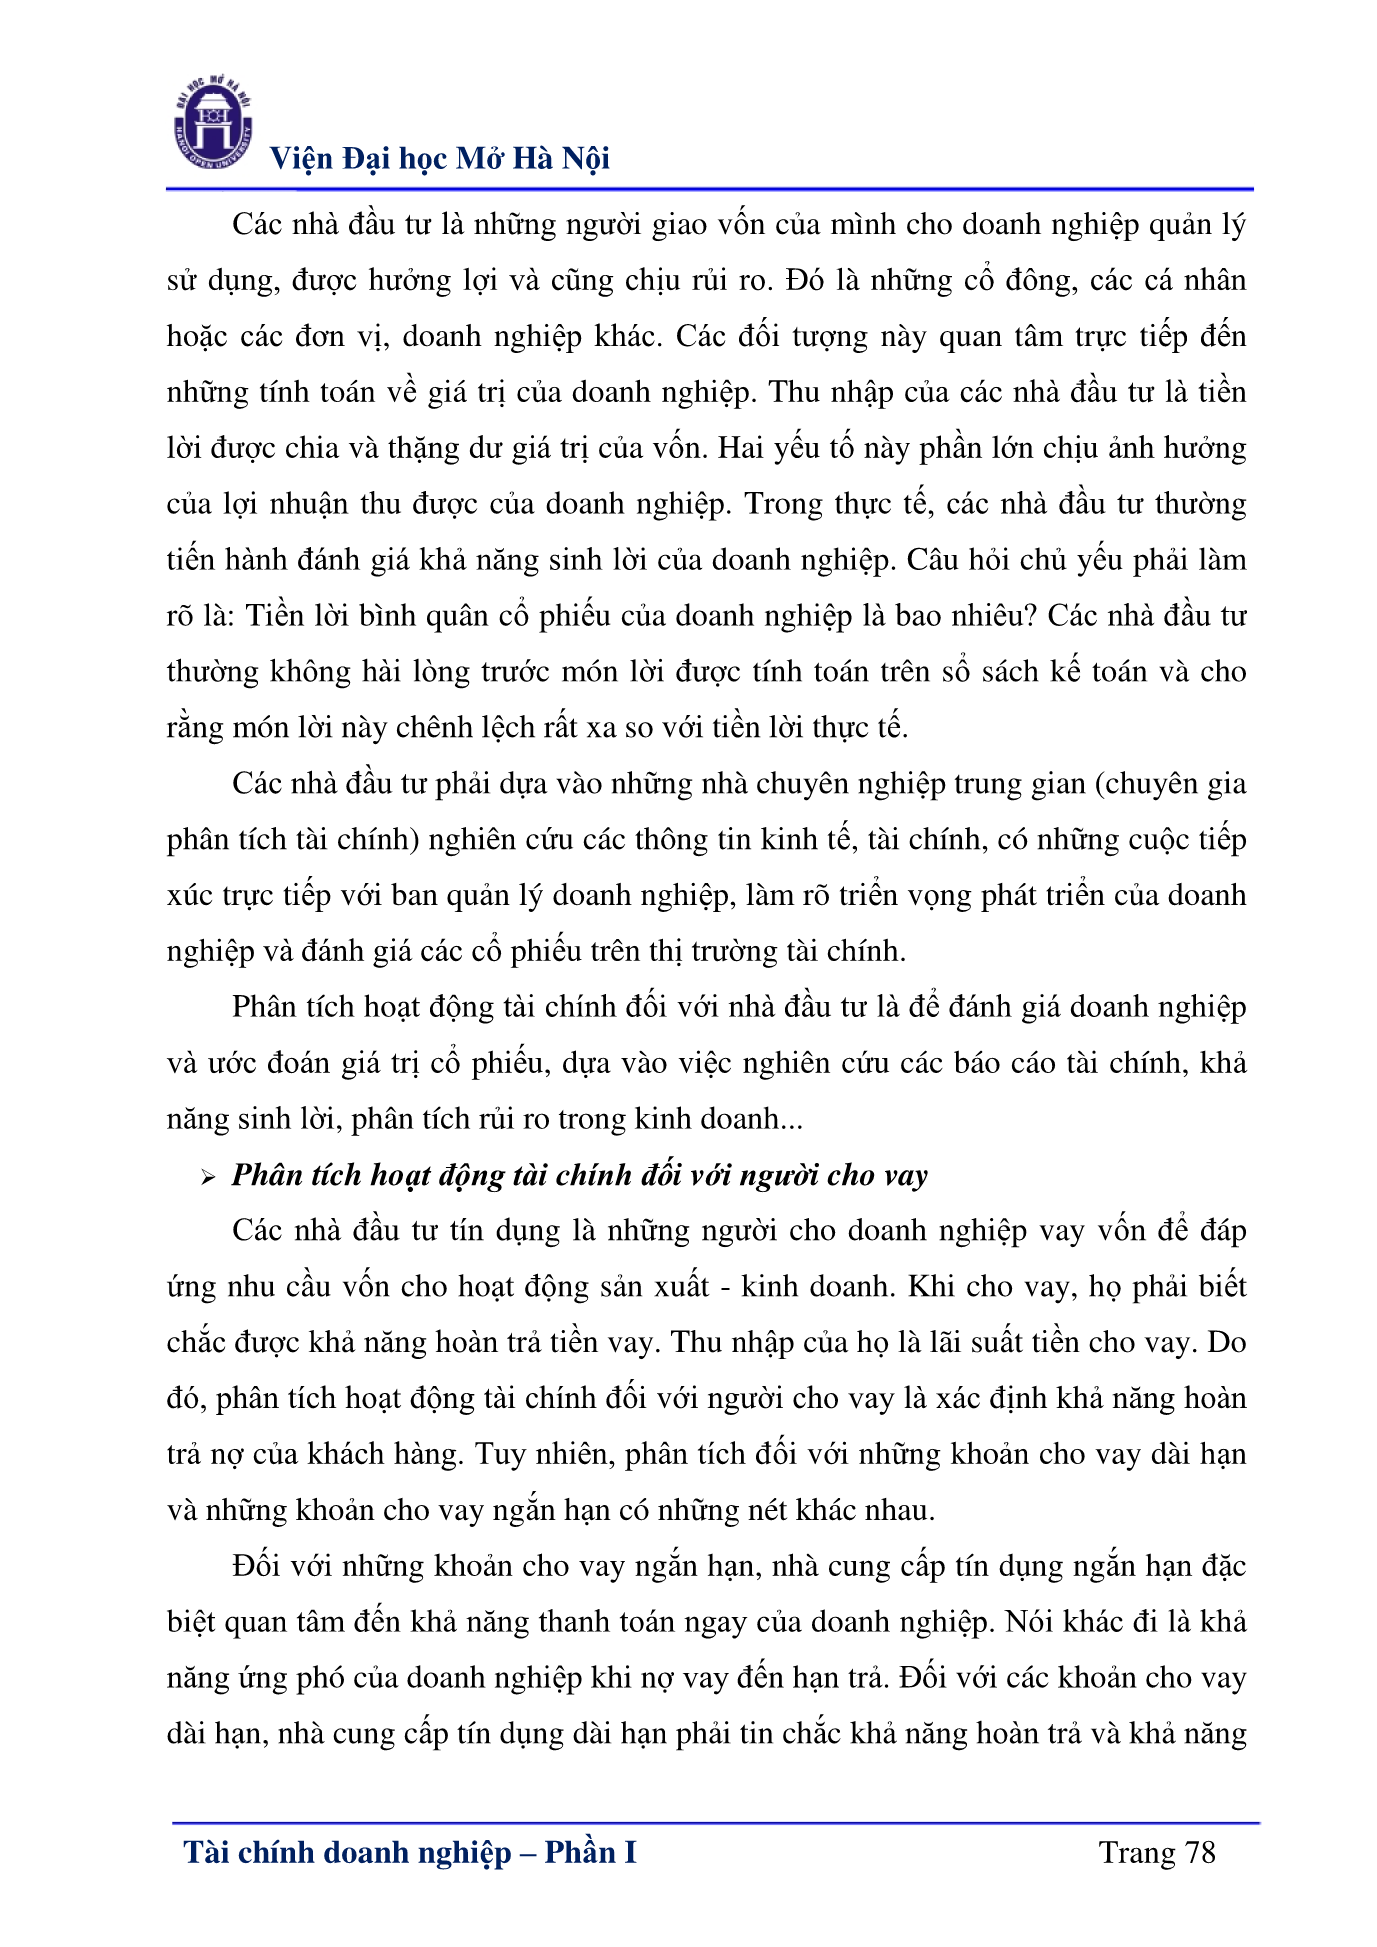 ĐẠI HỌC MỞ HÀ NỘI
HANOI OPEN UNIVERSITY
Viện Đại học Mở Hà Nội
Các nhà đầu tư là những người giao vốn của mình cho doanh nghiệp quản lý
sử dụng, được hưởng lợi và cũng chịu rủi ro. Đó là những cổ đông, các cá nhân
hoặc các đơn vị, doanh nghiệp khác. Các đối tượng này quan tâm trực tiếp đến
những tính toán về giá trị của doanh nghiệp. Thu nhập của các nhà đầu tư là tiền
lời được chia và thặng dư giá trị của vốn. Hai yếu tố này phần lớn chịu ảnh hưởng
của lợi nhuận thu được của doanh nghiệp. Trong thực tế, các nhà đầu tư thường
tiến hành đánh giá khả năng sinh lời của doanh nghiệp. Câu hỏi chủ yếu phải làm
rõ là: Tiền lời bình quân cổ phiếu của doanh nghiệp là bao nhiêu? Các nhà đầu tư
thường không hài lòng trước món lời được tính toán trên sổ sách kế toán và cho
rằng món lời này chênh lệch rất xa so với tiền lời thực tế.
Các nhà đầu tư phải dựa vào những nhà chuyên nghiệp trung gian (chuyên gia
phân tích tài chính) nghiên cứu các thông tin kinh tế, tài chính, có những cuộc tiếp
xúc trực tiếp với ban quản lý doanh nghiệp, làm rõ triển vọng phát triển của doanh
nghiệp và đánh giá các cổ phiếu trên thị trường tài chính.
Phân tích hoạt động tài chính đối với nhà đầu tư là để đánh giá doanh nghiệp
và ước đoán giá trị cổ phiếu, dựa vào việc nghiên cứu các báo cáo tài chính, khả
năng sinh lời, phân tích rủi ro trong kinh doanh...
➢ Phân tích hoạt động tài chính đối với người cho vay
Các nhà đầu tư tín dụng là những người cho doanh nghiệp vay vốn để đáp
ứng nhu cầu vốn cho hoạt động sản xuất - kinh doanh. Khi cho vay, họ phải biết
chắc được khả năng hoàn trả tiền vay. Thu nhập của họ là lãi suất tiền cho vay. Do
đó, phân tích hoạt động tài chính đối với người cho vay là xác định khả năng hoàn
trả nợ của khách hàng. Tuy nhiên, phân tích đối với những khoản cho vay dài hạn
và những khoản cho vay ngắn hạn có những nét khác nhau.
Đối với những khoản cho vay ngắn hạn, nhà cung cấp tín dụng ngắn hạn đặc
biệt quan tâm đến khả năng thanh toán ngay của doanh nghiệp. Nói khác đi là khả
năng ứng phó của doanh nghiệp khi nợ vay đến hạn trả. Đối với các khoản cho vay
dài hạn, nhà cung cấp tín dụng dài hạn phải tin chắc khả năng hoàn trả và khả năng
Tài chính doanh nghiệp – Phần I
Trang 78